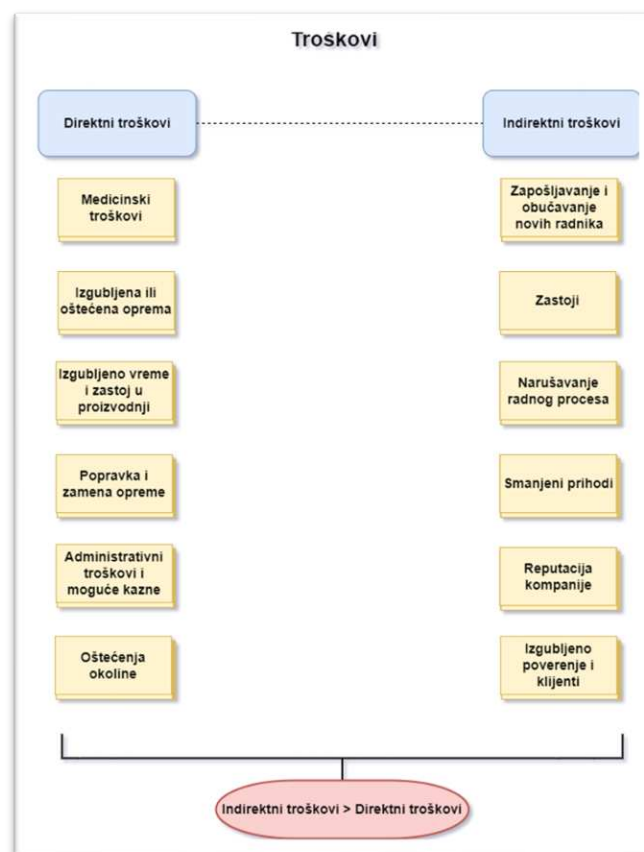 Troškovi
Direktni troškovi
Indirektni troškovi
Medicinski
troškovi
Zapošljavanje i
obučavanje
novih radnika
Izgubljena ili
oštećena oprema
Zastoji
Izgubljeno vreme
i zastoj u
proizvodnji
Narušavanje
radnog procesa
Popravka i
zamena opreme
Smanjeni prihodi
Administrativni
troškovi i
moguće kazne
Reputacija
kompanije
Oštećenja
okoline
Izgubljeno
poverenje i
klijenti
Indirektni troškovi > Direktni troškovi